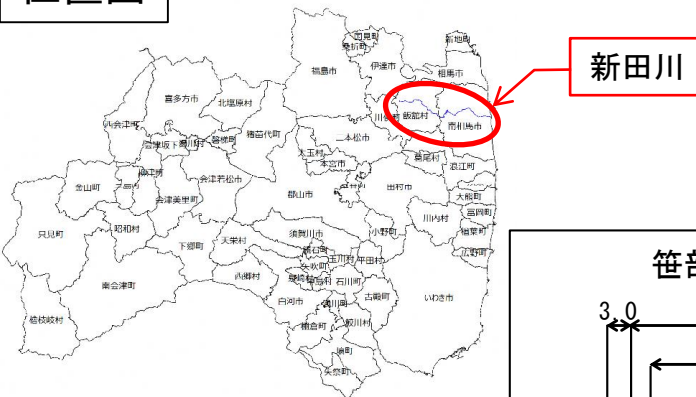 新地町
国見町
桑折町
伊達市
相馬市
福島市
新田川
喜多方市
北塩原村
飯舘村
川俣町
南相馬市
西会津町
猪苗代町
磐梯町
二本松市
会津坂下町
湯川村
大玉村
葛尾村
浪江町
本宮市
柳津町
会津若松市
金山町
三島町
郡山市
田村市
大熊町
会津美里町
富岡町
川内村
只見町
昭和村
須賀川市
小野町
楢葉町
下郷町
天栄村
鏡石町
広野町
玉川村
平田村
矢吹町
西郷村
泉崎村
中島村
石川町
南会津町
白河市
古殿町
いわき市
檜枝岐村
浅川町
鮫川村
棚倉町
塙町
矢祭町
3.0